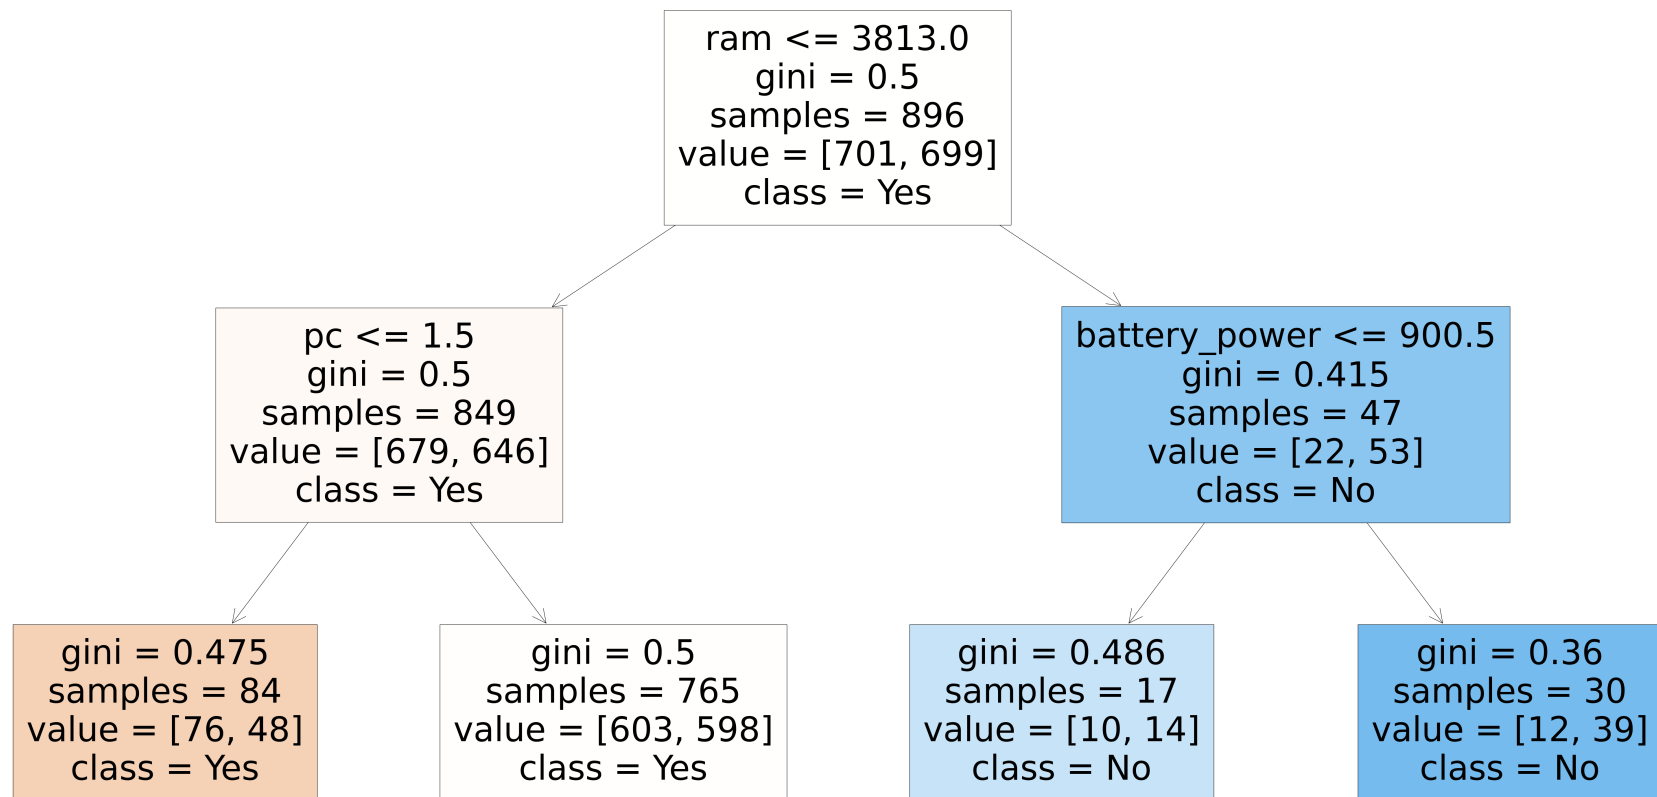 ram <= 3813.0
gini = 0.5
samples = 896
value = [701, 699]
class = Yes
pc <= 1.5
gini = 0.5
samples = 849
value = [679, 646]
class = Yes
battery_power <= 900.5
gini = 0.415
samples = 47
value = [22, 53]
class = No
gini = 0.475
samples = 84
value = [76, 48]
class = Yes
gini = 0.5
samples = 765
value = [603, 598]
class = Yes
gini = 0.486
samples = 17
value = [10, 14]
class = No
gini = 0.36
samples = 30
value = [12, 39]
class = No